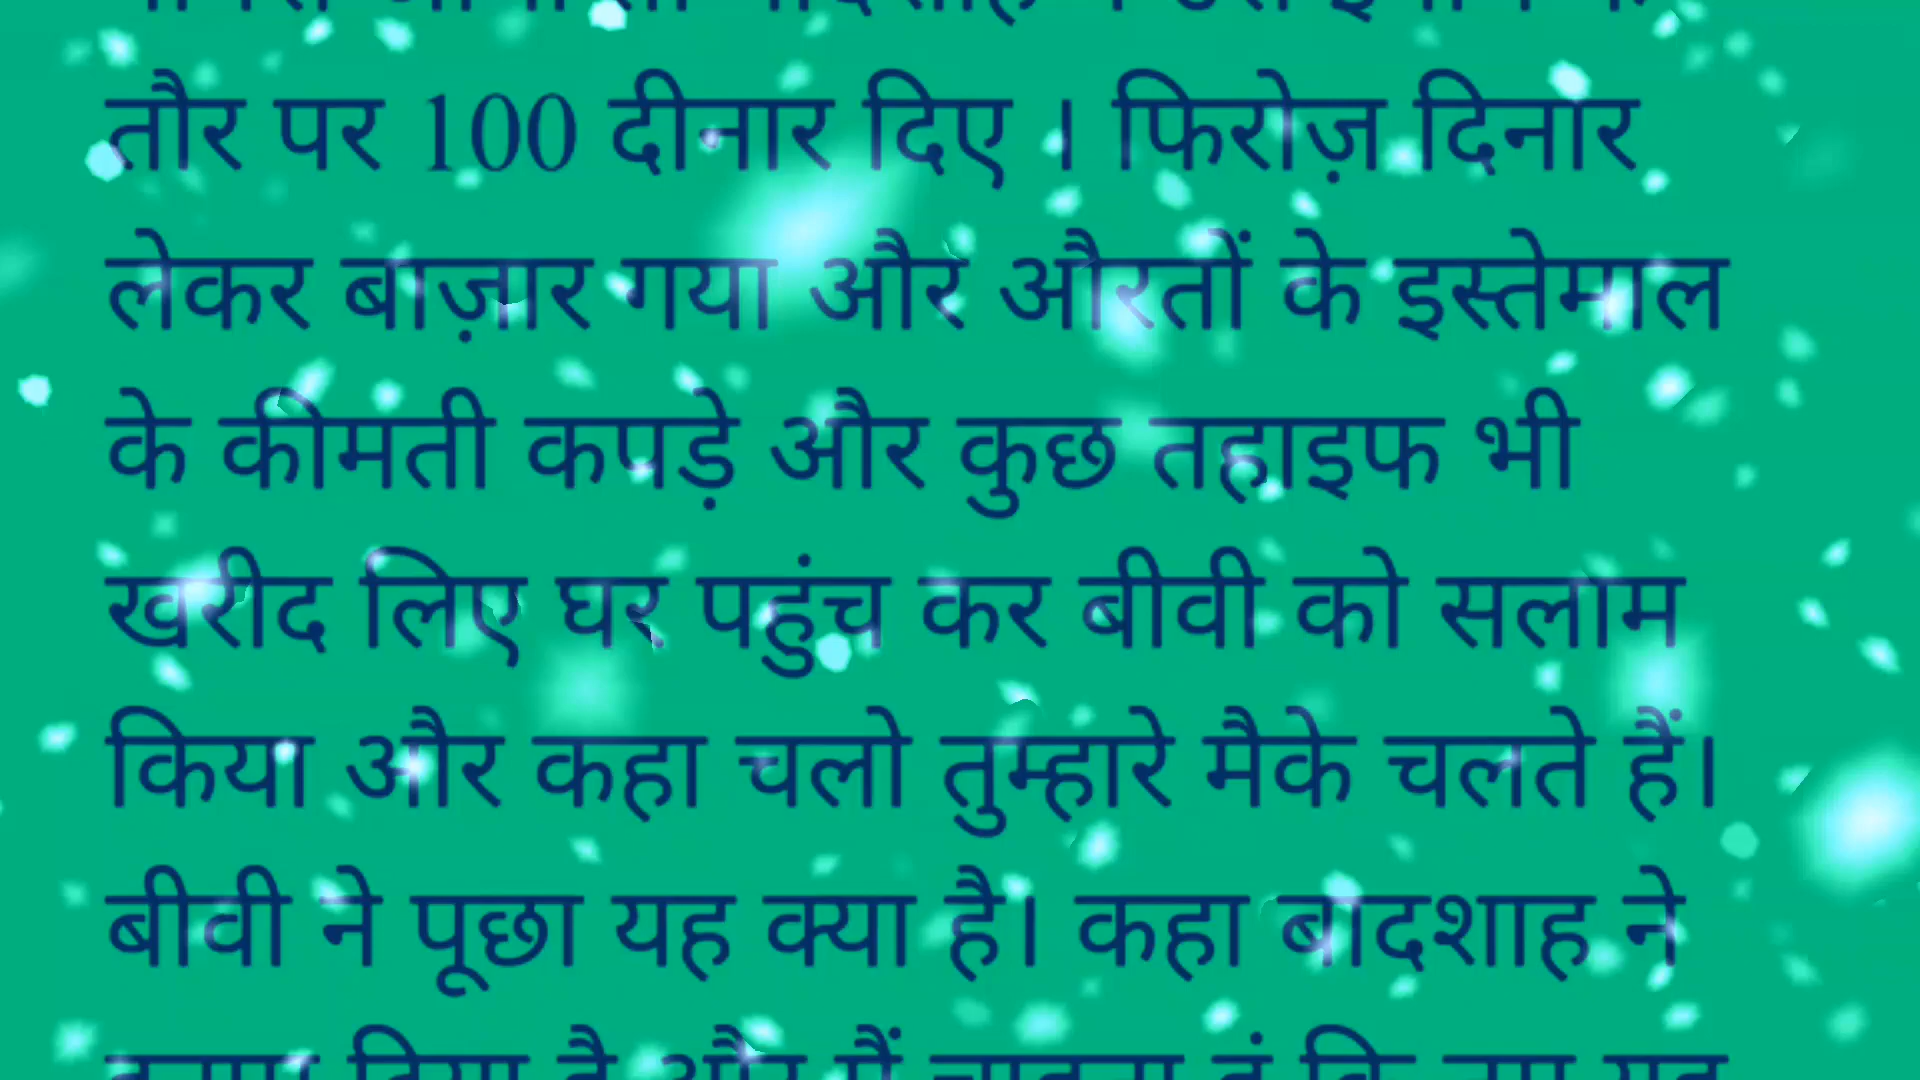 तौर पर 100 दीनार दिए । फिरोज़ दिनार
लेकर बाज़ार गया और औरतों के इस्तेमाल
के कीमती कपड़े और कुछ तहाइफ भी
खरीद लिए घर पहुंच कर बीवी को सलाम
किया और कहा चलो तुम्हारे मैके चलते हैं।
बीवी ने पूछा यह क्या है। कहा बादशाह ने